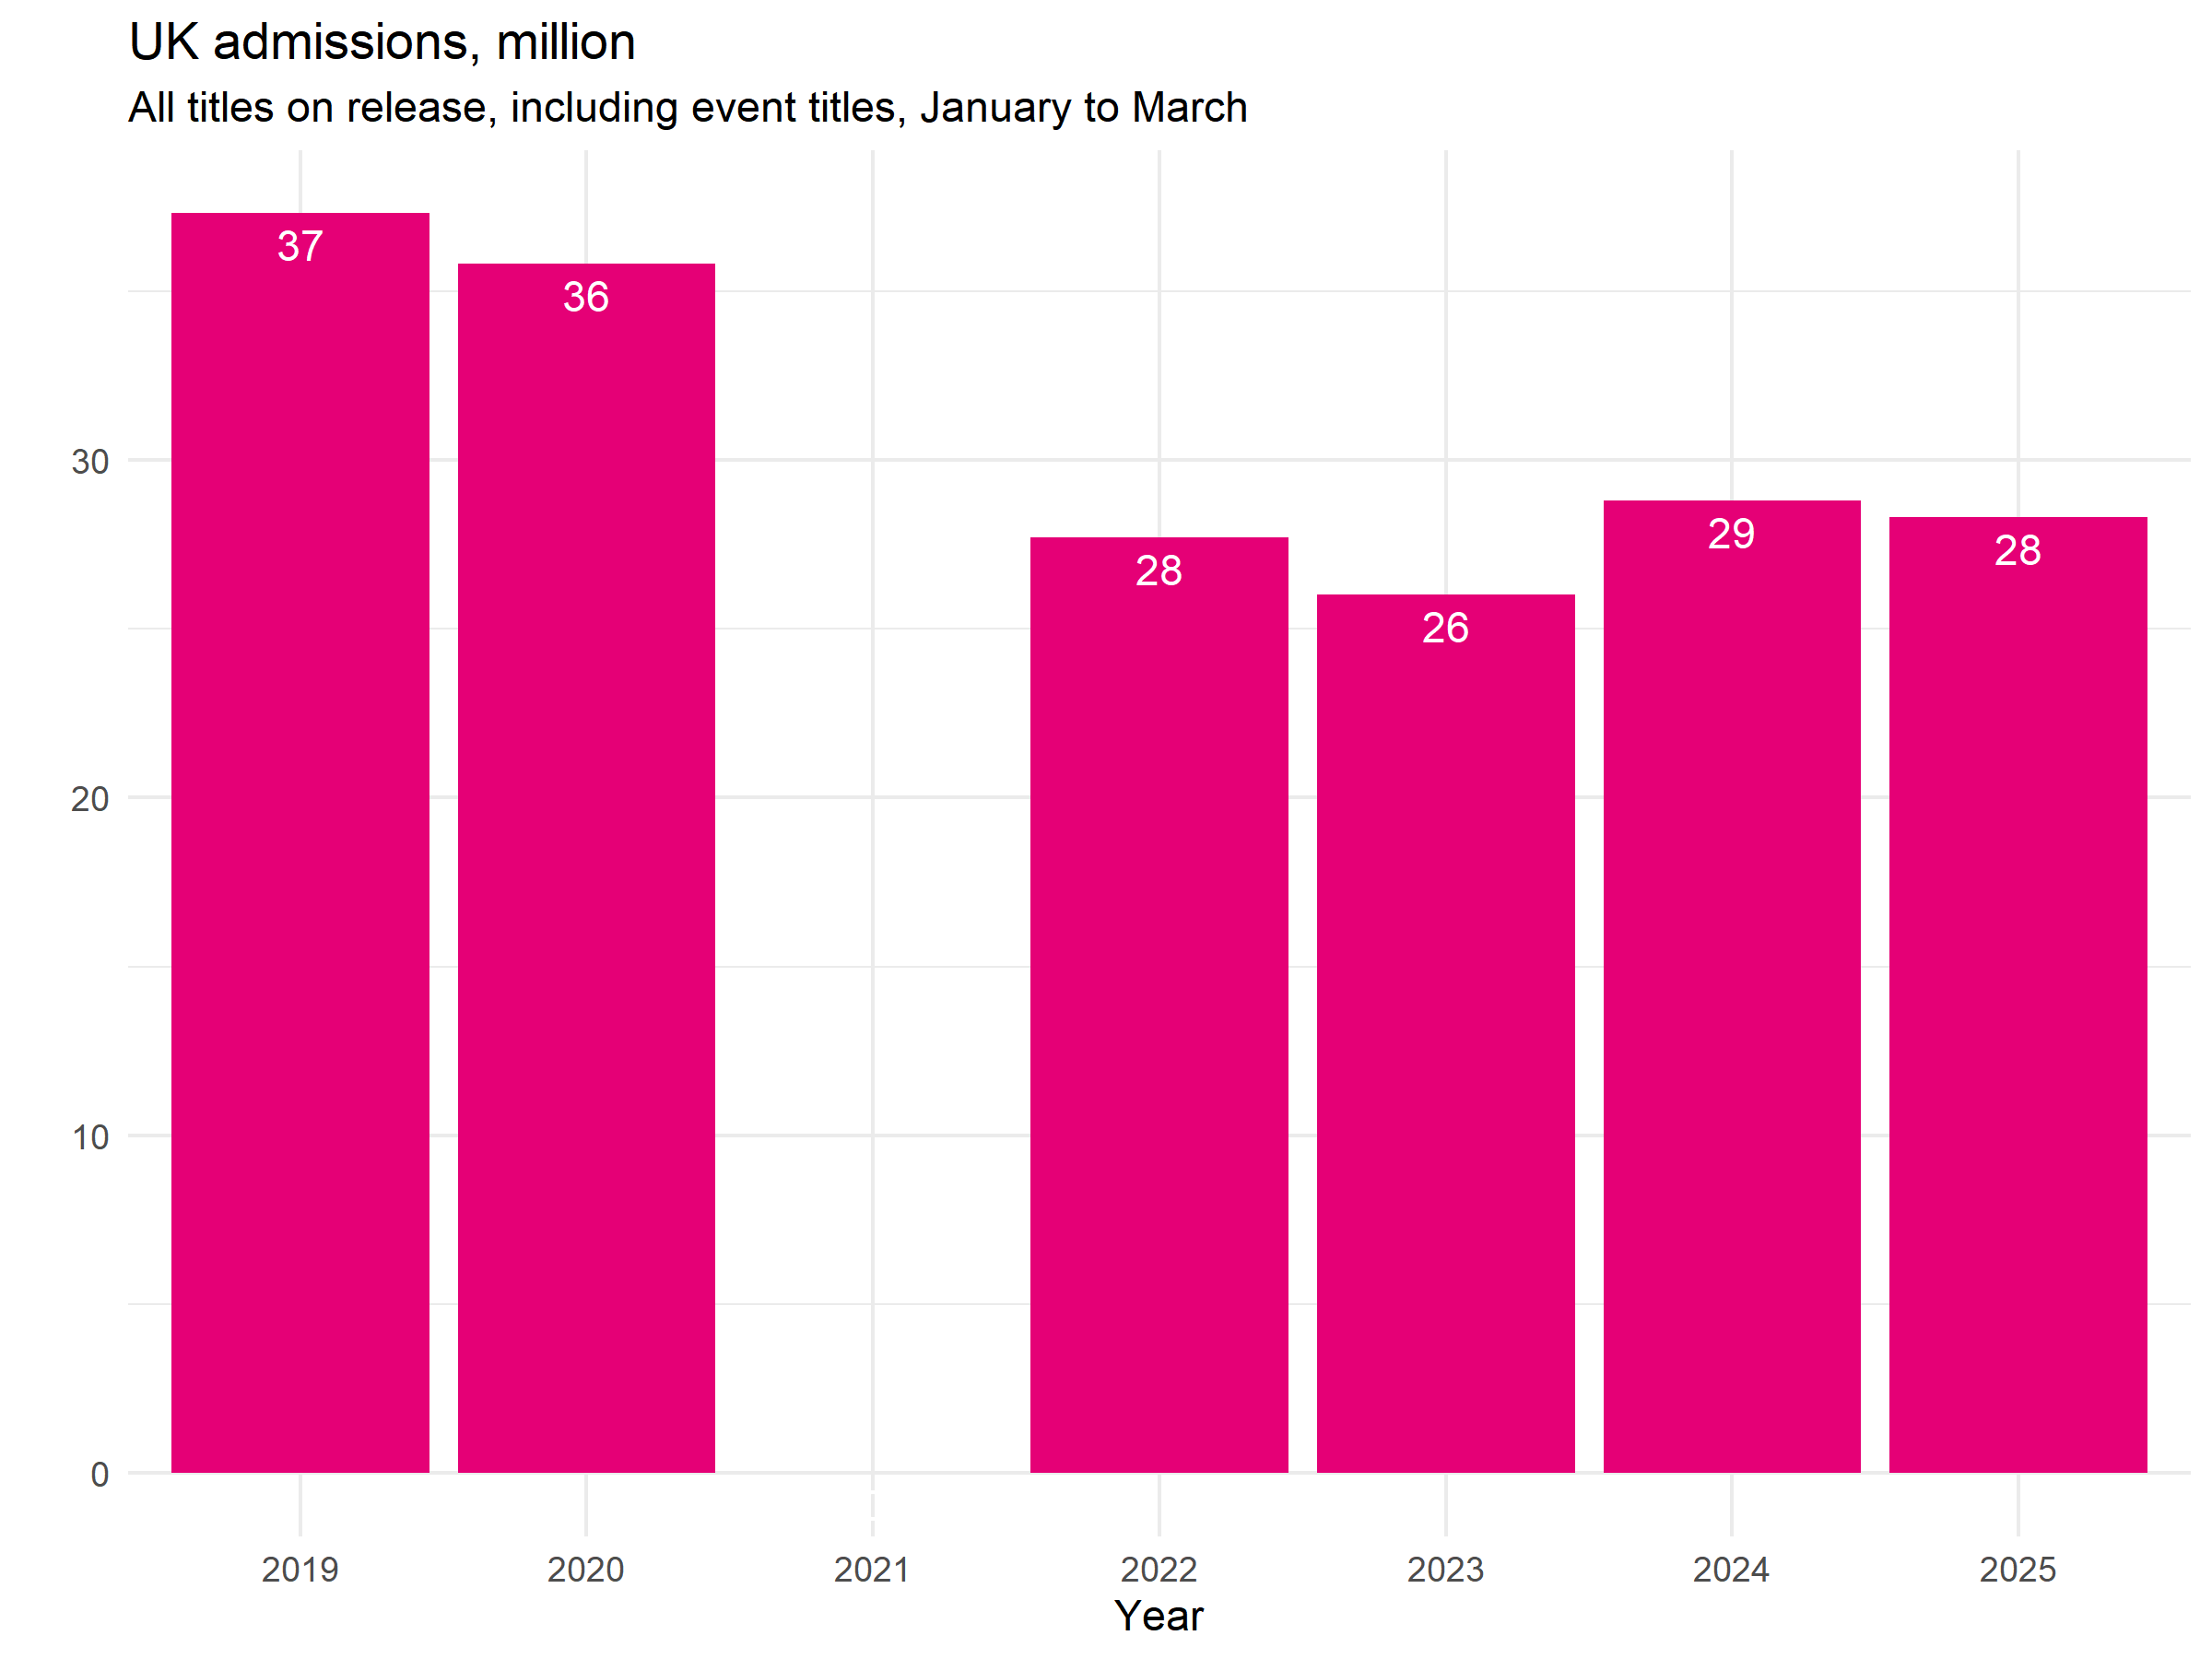 UK admissions, million
All titles on release, including event titles, January to March
37
36
30
29
28
28
26
20
10
0
2019 2020 2021 2022 2023 2024 2025
Year